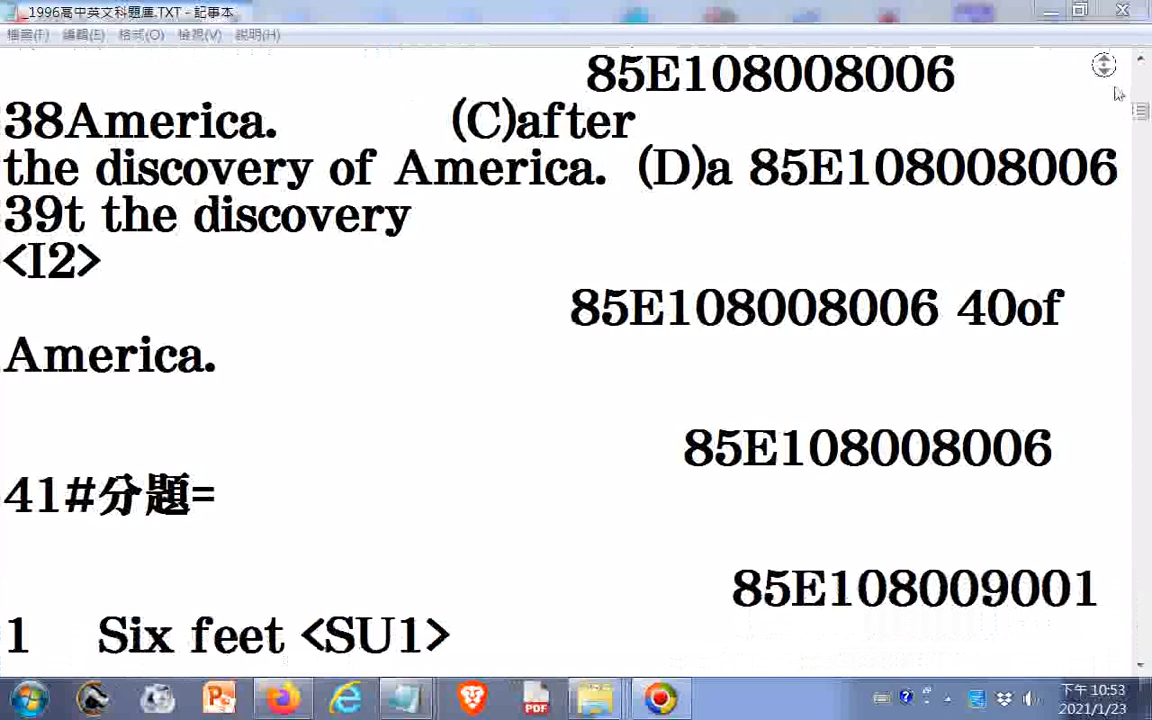 _1996高中英文科題庫.TXT - 記事本
檔案(F) 編輯(E) 格式(O) 檢視(V) 說明(H)
85E108008006
38America. (C)after
the discovery of America. (D)a 85E108008006
39t the discovery
<I2>
85E108008006 40of
America.
85E108008006
41#分題=
85E108009001
1 Six feet <SU1>
PDF
下午 10:53
2021/1/23